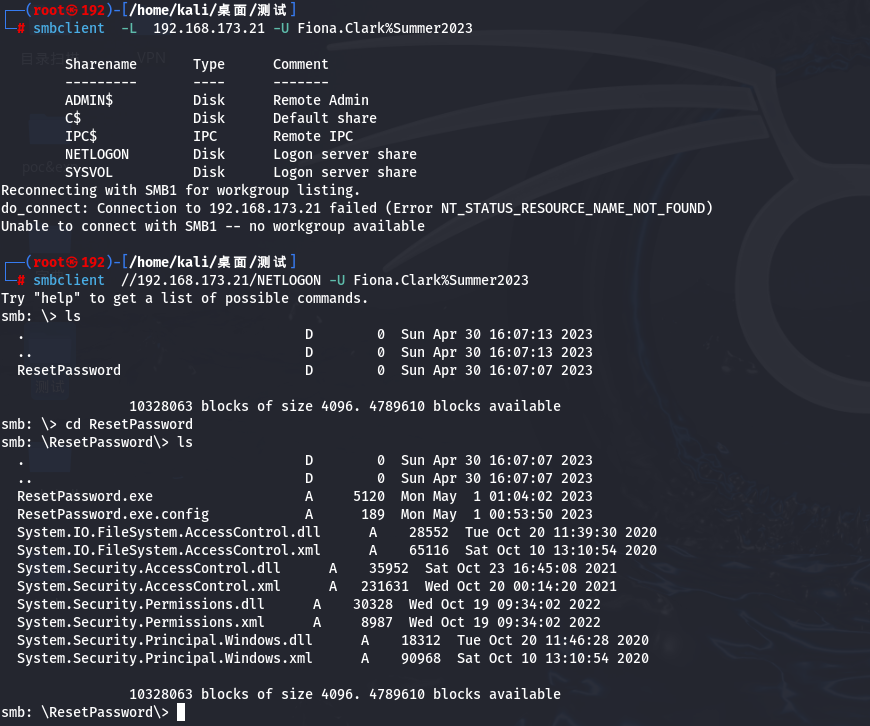 ┌──(root㉿192)-[/home/kali/桌面/测试]
└─# smbclient  -L  192.168.173.21 -U Fiona.Clark%Summer2023

        Sharename       Type      Comment
        ---------       ----      -------
        ADMIN$          Disk      Remote Admin
        C$              Disk      Default share
        IPC$            IPC       Remote IPC
        NETLOGON        Disk      Logon server share
        SYSVOL          Disk      Logon server share
Reconnecting with SMB1 for workgroup listing.
do_connect: Connection to 192.168.173.21 failed (Error NT_STATUS_RESOURCE_NAME_NOT_FOUND)
Unable to connect with SMB1 -- no workgroup available

┌──(root㉿192)-[/home/kali/桌面/测试]
└─# smbclient  //192.168.173.21/NETLOGON -U Fiona.Clark%Summer2023
Try "help" to get a list of possible commands.
smb: \> ls
  .                                   D        0  Sun Apr 30 16:07:13 2023
  ..                                  D        0  Sun Apr 30 16:07:13 2023
  ResetPassword                       D        0  Sun Apr 30 16:07:07 2023

                10328063 blocks of size 4096. 4789610 blocks available
smb: \> cd ResetPassword
smb: \ResetPassword\> ls
  .                                   D        0  Sun Apr 30 16:07:07 2023
  ..                                  D        0  Sun Apr 30 16:07:07 2023
  ResetPassword.exe                   A     5120  Mon May  1 01:04:02 2023
  ResetPassword.exe.config            A      189  Mon May  1 00:53:50 2023
  System.IO.FileSystem.AccessControl.dll      A    28552  Tue Oct 20 11:39:30 2020
  System.IO.FileSystem.AccessControl.xml      A    65116  Sat Oct 10 13:10:54 2020
  System.Security.AccessControl.dll      A    35952  Sat Oct 23 16:45:08 2021
  System.Security.AccessControl.xml      A   231631  Wed Oct 20 00:14:20 2021
  System.Security.Permissions.dll      A    30328  Wed Oct 19 09:34:02 2022
  System.Security.Permissions.xml      A     8987  Wed Oct 19 09:34:02 2022
  System.Security.Principal.Windows.dll      A    18312  Tue Oct 20 11:46:28 2020
  System.Security.Principal.Windows.xml      A    90968  Sat Oct 10 13:10:54 2020

                10328063 blocks of size 4096. 4789610 blocks available
smb: \ResetPassword\>